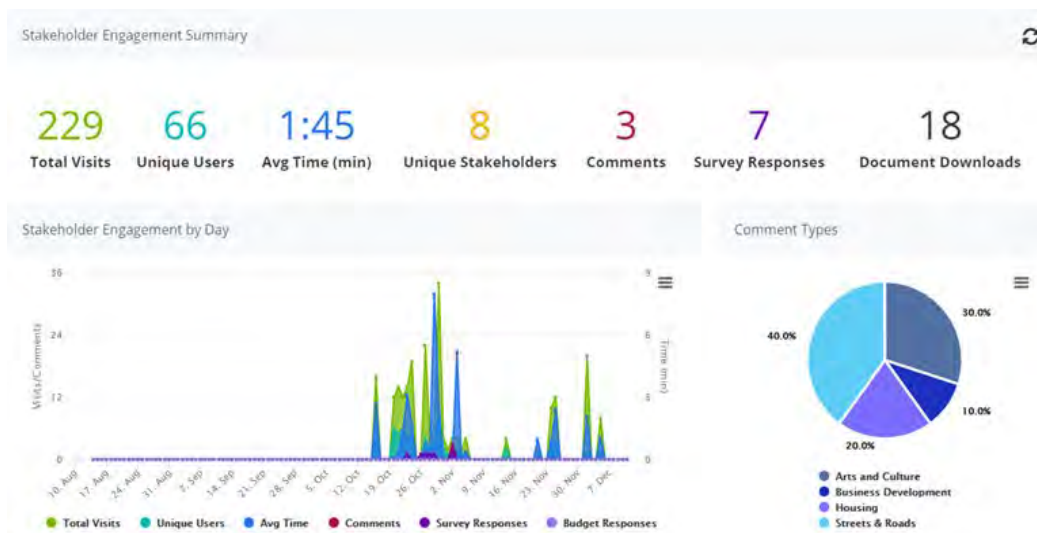 Stakeholder Engagement Summary
229 66 1:45 8 3 7 18
Total Visits Unique Users Avg Time (min) Unique Stakeholders Comments Survey Responses Document Downloads
Stakeholder Engagement by Day
Comment Types
36
24
12
0
Visits/Comments
9
6
3
0
Time (min)
10. Aug 17. Aug 24. Aug 31. Aug 7. Sep 14. Sep 21. Sep 28. Sep 5. Oct 12. Oct 19. Oct 26. Oct 2. Nov 9. Nov 16. Nov 23. Nov 30. Nov 7. Dec
Total Visits Unique Users Avg Time Comments Survey Responses Budget Responses
30.0%
40.0%
10.0%
20.0%
Arts and Culture
Business Development
Housing
Streets & Roads